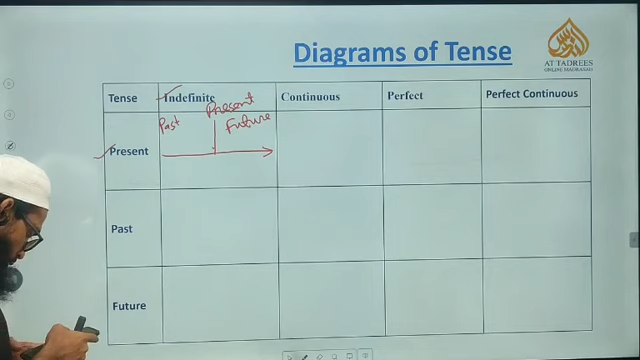 Diagrams of Tense
AT TADREES
ONLINE MADRASAH
Tense Indefinite Continuous Perfect Perfect Continuous
Present
Past Future
Present
Past
Future